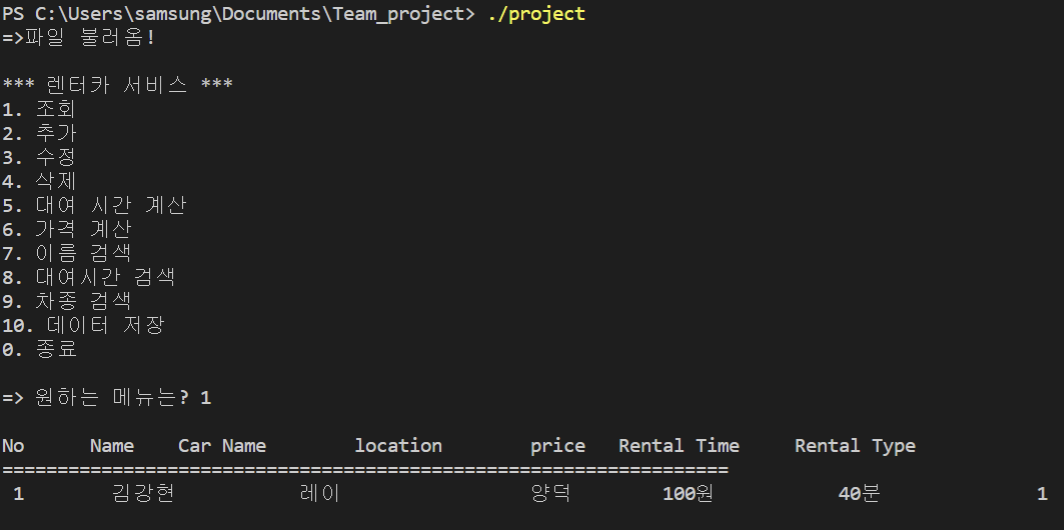 PS C:\Users\samsung\Documents\Team_project> ./project
=>파일 불러옴!
*** 렌터카 서비스 ***
1. 조회
2. 추가
3. 수정
4. 삭제
5. 대여 시간 계산
6. 가격 계산
7. 이름 검색
8. 대여시간 검색
9. 차종 검색
10. 데이터 저장
0. 종료
=> 원하는 메뉴는? 1
No Name Car Name location price Rental Time Rental Type
==================================================================
1 김강현 레이 양덕 100원 40분 1